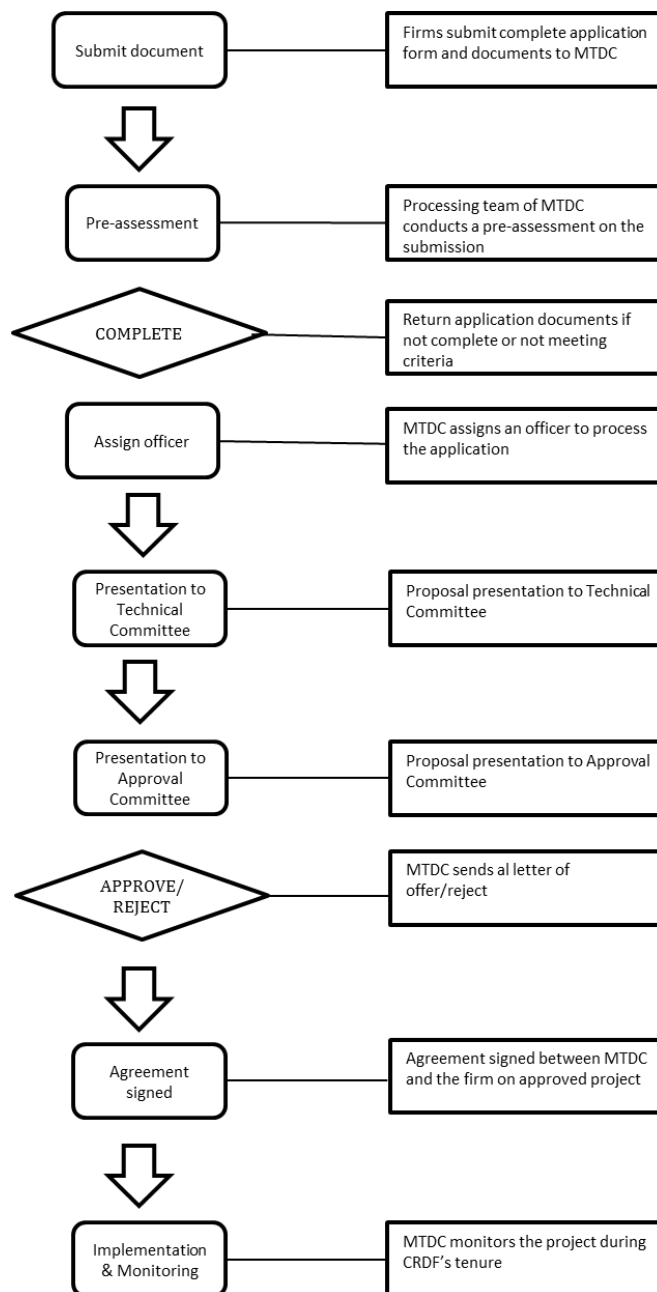 Submit document
Firms submit complete application
form and documents to MTDC
Pre-assessment
Processing team of MTDC
conducts a pre-assessment on the
submission
COMPLETE
Return application documents if
not complete or not meeting
criteria
Assign officer
MTDC assigns an officer to process
the application
Presentation to
Technical
Committee
Proposal presentation to Technical
Committee
Presentation to
Approval
Committee
Proposal presentation to Approval
Committee
APPROVE/
REJECT
MTDC sends al letter of
offer/reject
Agreement
signed
Agreement signed between MTDC
and the firm on approved project
Implementation
& Monitoring
MTDC monitors the project during
CRDF's tenure